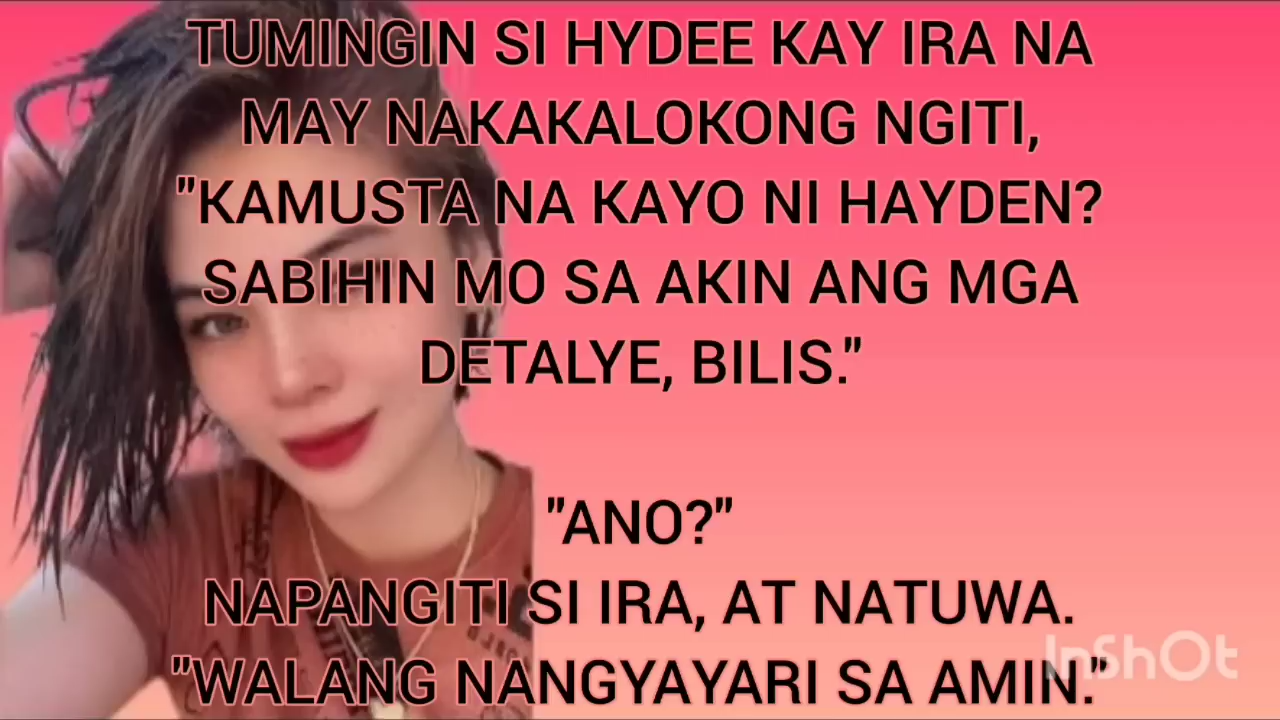 TUMINGIN SI HYDEE KAY IRA NA
MAY NAKAKALOKONG NGITI,
"KAMUSTA NA KAYO NI HAYDEN?
SABIHIN MO SA AKIN ANG MGA
DETALYE, BILIS."
"ANO?"
NAPANGITI SI IRA, AT NATUWA.
"WALANG NANGYAYARI SA AMIN."
InShOt